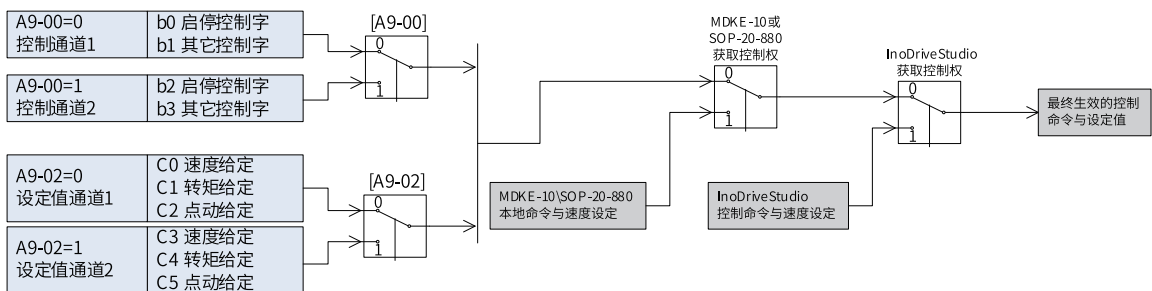 A9-00=0
控制通道1
b0 启停控制字
b1 其它控制字
A9-00=1
控制通道2
b2 启停控制字
b3 其它控制字
[A9-00]
0
1
A9-02=0
设定值通道1
C0 速度给定
C1 转矩给定
C2 点动给定
A9-02=1
设定值通道2
C3 速度给定
C4 转矩给定
C5 点动给定
[A9-02]
0
1
MDKE-10或
SOP-20-880
获取控制权
0
1
MDKE-10\SOP-20-880
本地命令与速度设定
InoDriveStudio
获取控制权
0
1
InoDriveStudio
控制命令与速度设定
最终生效的控制
命令与设定值